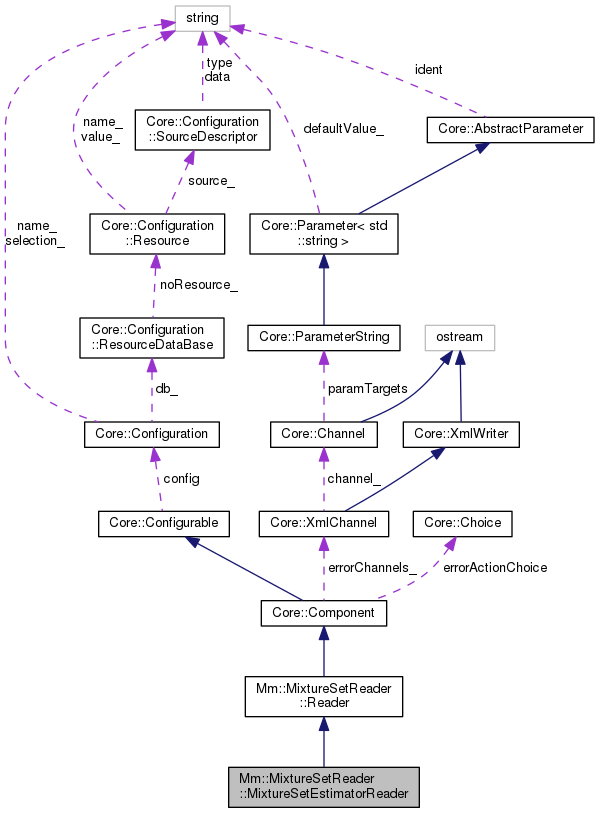 string
type
data
ident
name_
value_
Core::Configuration
::SourceDescriptor
defaultValue_
Core::AbstractParameter
source_
name_
selection_
Core::Configuration
::Resource
Core::Parameter< std
::string >
noResource_
Core::Configuration
::ResourceDataBase
Core::ParameterString
ostream
db_
paramTargets
Core::Configuration
Core::Channel
Core::XmlWriter
config
channel_
Core::Configurable
Core::XmlChannel
Core::Choice
errorChannels_
errorActionChoice
Core::Component
Mm::MixtureSetReader
::Reader
Mm::MixtureSetReader
::MixtureSetEstimatorReader